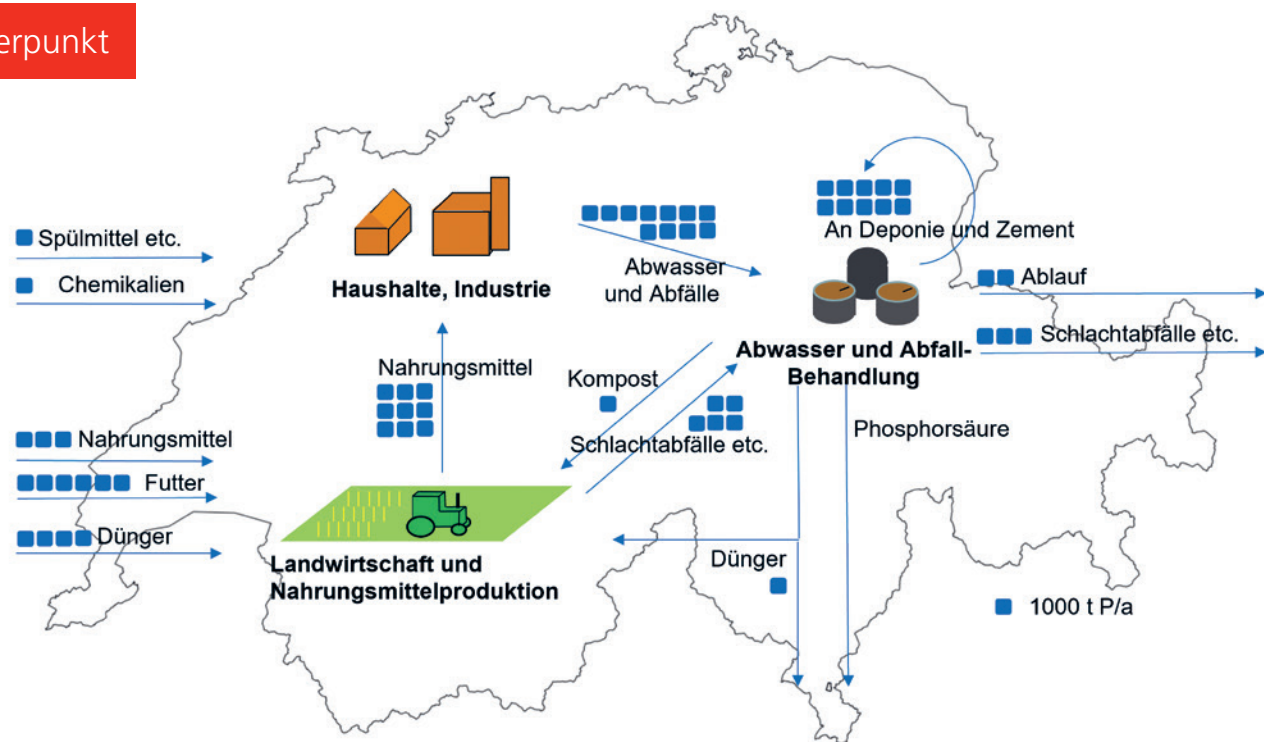 erpunkt
Spülmittel etc.
Chemikalien
Haushalte, Industrie
Abwasser
und Abfälle
An Deponie und Zement
Ablauf
Schlachtabfälle etc.
Abwasser und Abfall-
Behandlung
Nahrungsmittel
Kompost
Schlachtabfälle etc.
Phosphorsäure
Nahrungsmittel
Futter
Dünger
Landwirtschaft und
Nahrungsmittelproduktion
Dünger
1000 t P/a